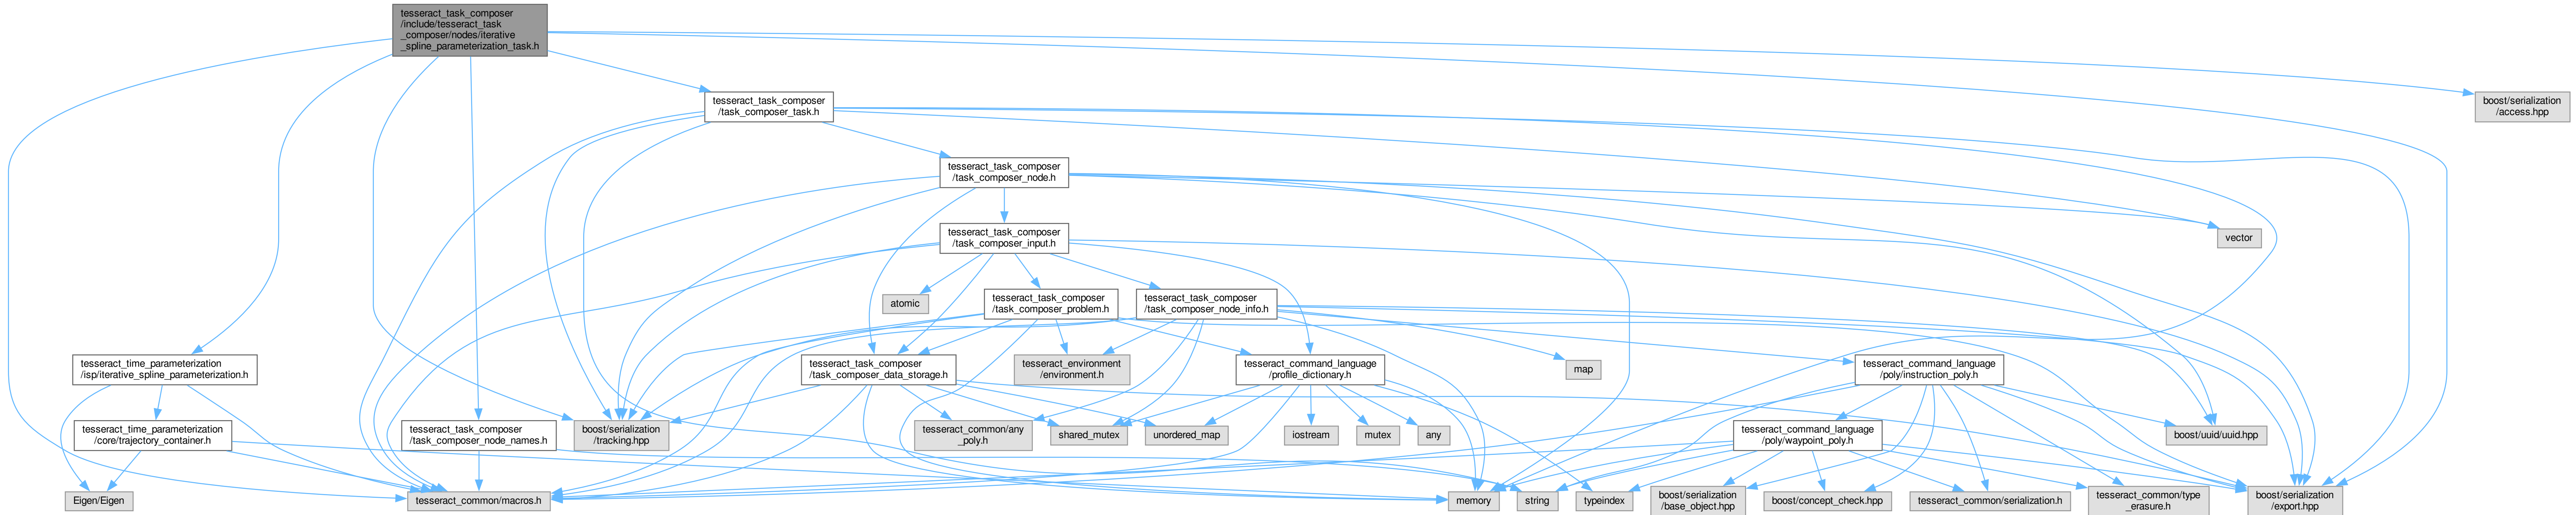 tesseract_task_composer
/include/tesseract_task
_composer/nodes/iterative
_spline_parameterization_task.h
tesseract_task_composer
/task_composer_task.h
boost/serialization
/access.hpp
tesseract_task_composer
/task_composer_node.h
tesseract_task_composer
/task_composer_input.h
vector
atomic
tesseract_task_composer
/task_composer_problem.h
tesseract_task_composer
/task_composer_node_info.h
tesseract_time_parameterization
/isp/iterative_spline_parameterization.h
tesseract_task_composer
/task_composer_data_storage.h
tesseract_environment
/environment.h
tesseract_command_language
/profile_dictionary.h
map
tesseract_command_language
/poly/instruction_poly.h
tesseract_time_parameterization
/core/trajectory_container.h
tesseract_task_composer
/task_composer_node_names.h
boost/serialization
/tracking.hpp
tesseract_common/any
_poly.h
shared_mutex
unordered_map
iostream
mutex
any
tesseract_command_language
/poly/waypoint_poly.h
boost/uuid/uuid.hpp
Eigen/Eigen
tesseract_common/macros.h
memory
string
typeindex
boost/serialization
/base_object.hpp
boost/concept_check.hpp
tesseract_common/serialization.h
tesseract_common/type
_erasure.h
boost/serialization
/export.hpp